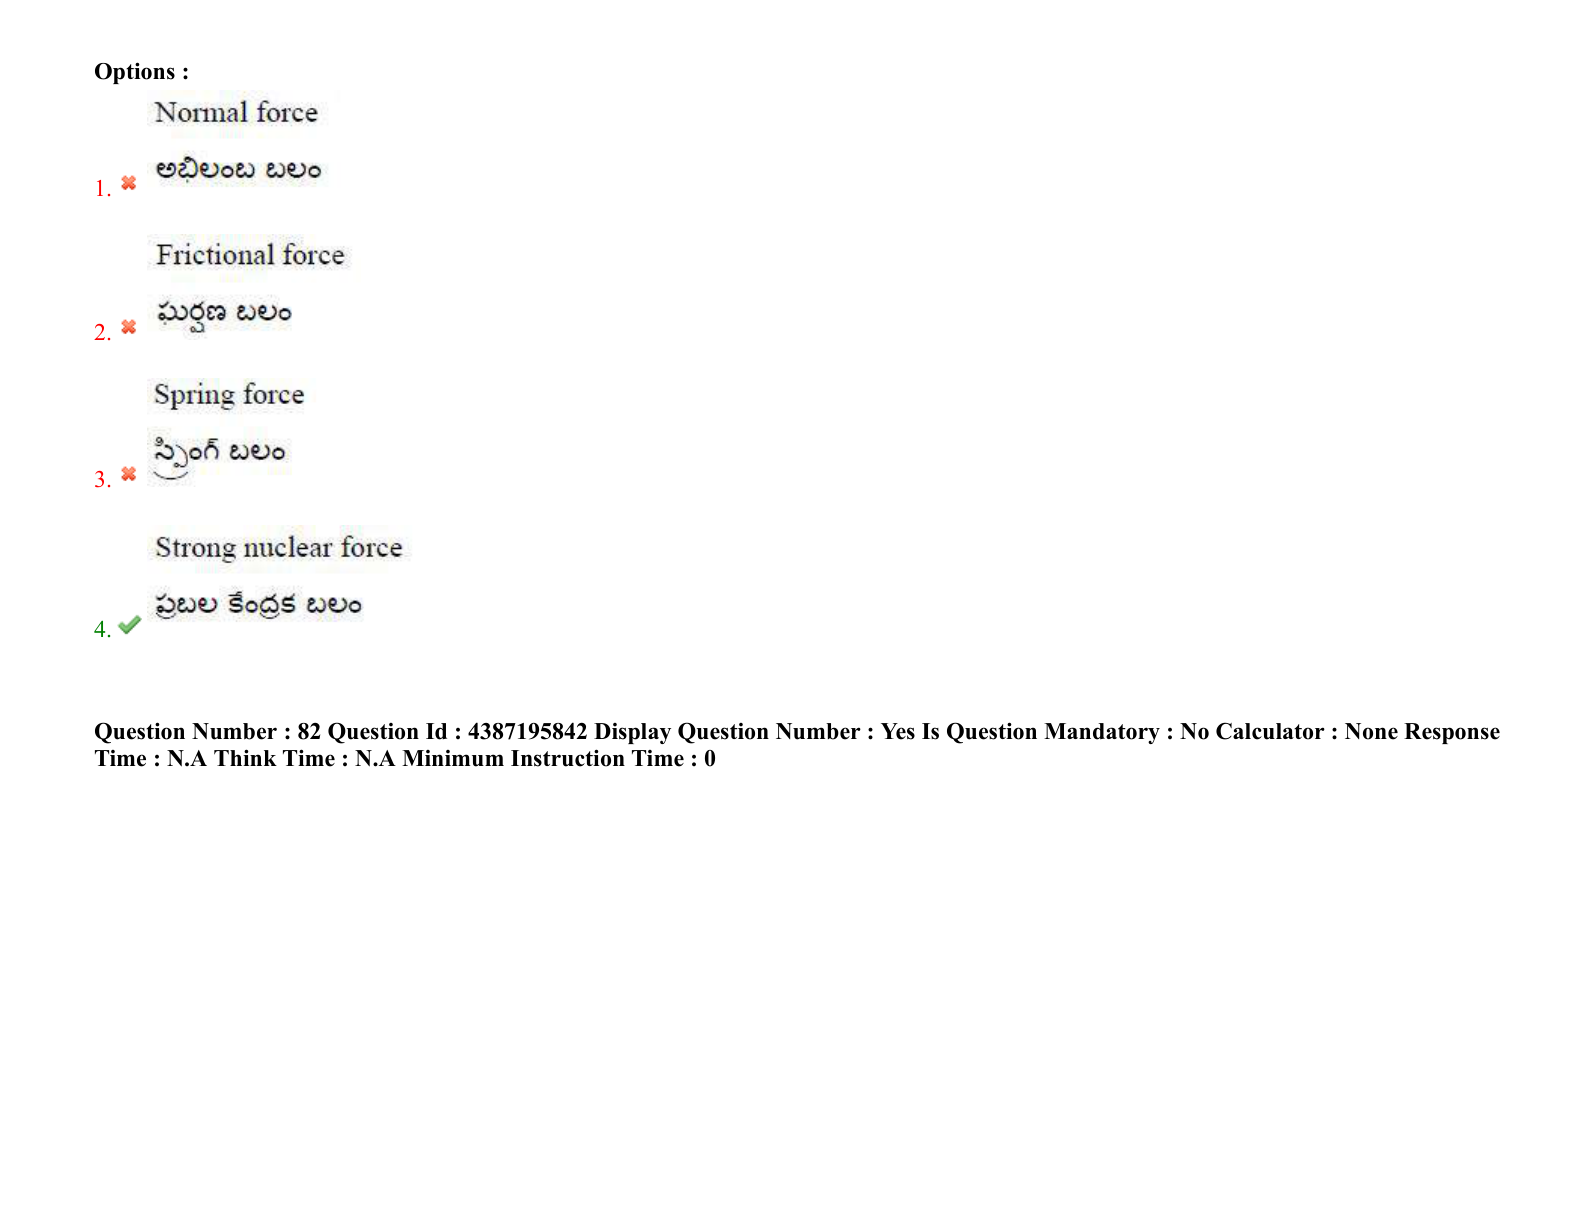 Options :
Normal force
అభిలంబ బలం
1.
Frictional force
ఘర్షణ బలం
2.
Spring force
స్ప్రింగ్ బలం
3.
Strong nuclear force
ప్రబల కేంద్రక బలం
4.
Question Number : 82 Question Id : 4387195842 Display Question Number : Yes Is Question Mandatory : No Calculator : None Response
Time : N.A Think Time : N.A Minimum Instruction Time : 0